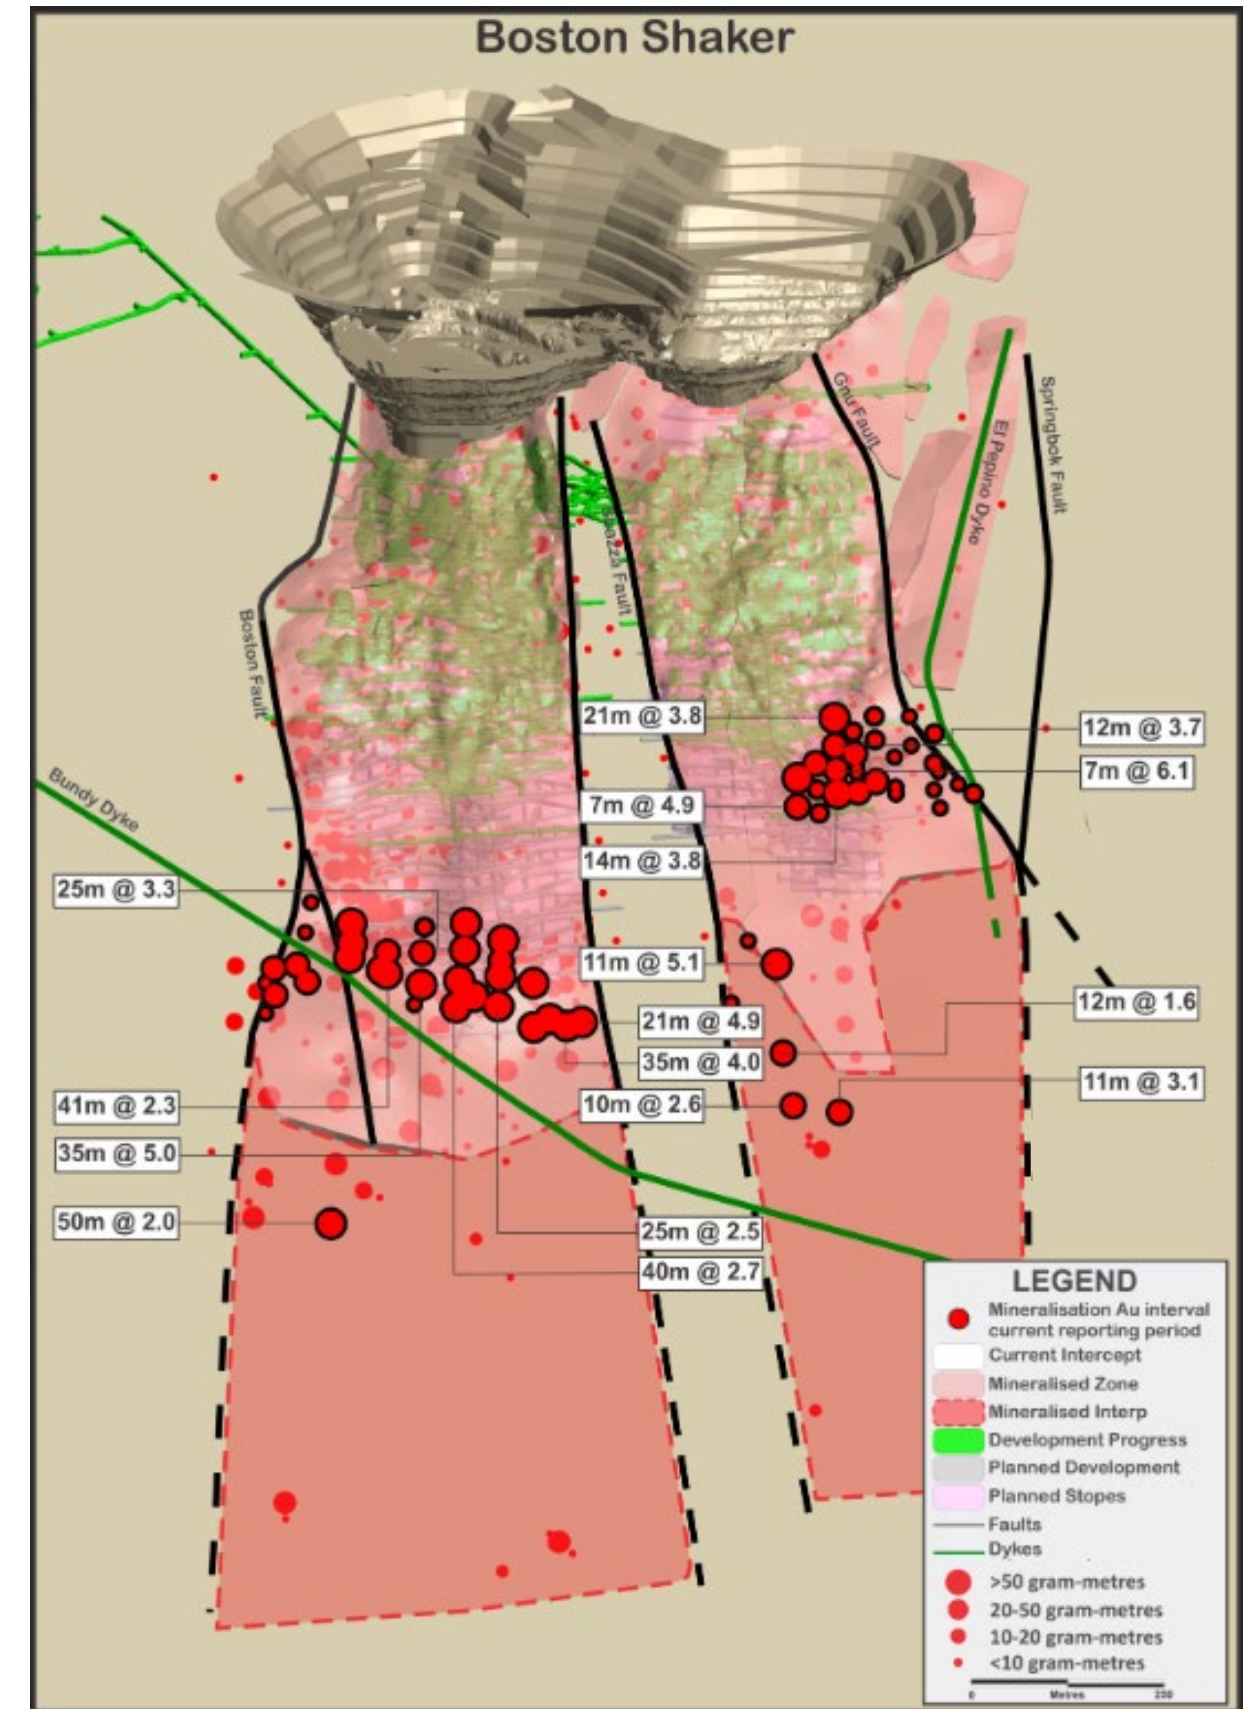 Boston Shaker
Gnu Fault
Springbok Fault
El Pepino Dyke
Fault
Boston Fault
Bundy Dyke
21m @ 3.8
12m @ 3.7
7m @ 6.1
7m @ 4.9
14m @ 3.8
25m @ 3.3
11m @ 5.1
12m @ 1.6
21m @ 4.9
35m @ 4.0
11m @ 3.1
41m @ 2.3
10m @ 2.6
35m @ 5.0
50m @ 2.0
25m @ 2.5
40m @ 2.7
LEGEND
Mineralisation Au interval
current reporting period
Current Intercept
Mineralised Zone
Mineralised Interp
Development Progress
Planned Development
Planned Stopes
Faults
Dykes
>50 gram-metres
20-50 gram-metres
10-20 gram-metres
<10 gram-metres
0 Metres 250